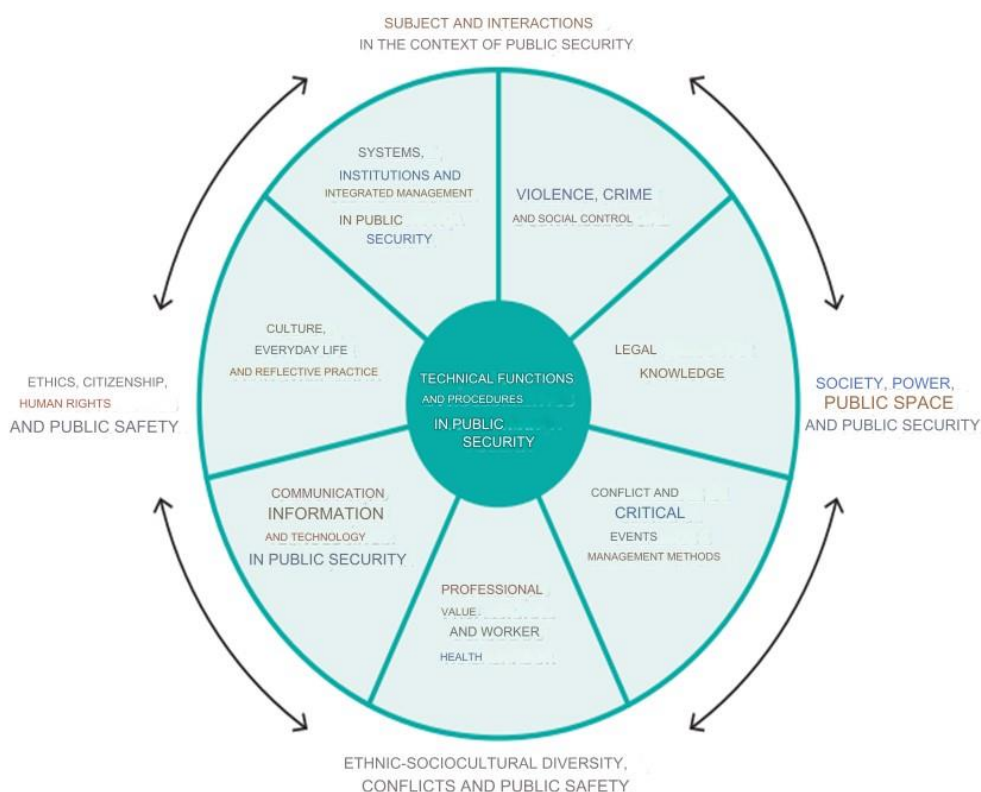 SUBJECT AND INTERACTIONS
IN THE CONTEXT OF PUBLIC SECURITY
SYSTEMS,
INSTITUTIONS AND
INTEGRATED MANAGEMENT
IN PUBLIC
SECURITY
VIOLENCE, CRIME
AND SOCIAL CONTROL
CULTURE,
EVERYDAY LIFE
AND REFLECTIVE PRACTICE
LEGAL
KNOWLEDGE
TECHNICAL FUNCTIONS
AND PROCEDURES
IN PUBLIC
SECURITY
ETHICS, CITIZENSHIP,
HUMAN RIGHTS
AND PUBLIC SAFETY
SOCIETY, POWER,
PUBLIC SPACE
AND PUBLIC SECURITY
COMMUNICATION,
INFORMATION
AND TECHNOLOGY
IN PUBLIC SECURITY
CONFLICT AND
CRITICAL
EVENTS
MANAGEMENT METHODS
PROFESSIONAL
VALUE
AND WORKER
HEALTH
ETHNIC-SOCIOCULTURAL DIVERSITY,
CONFLICTS AND PUBLIC SAFETY